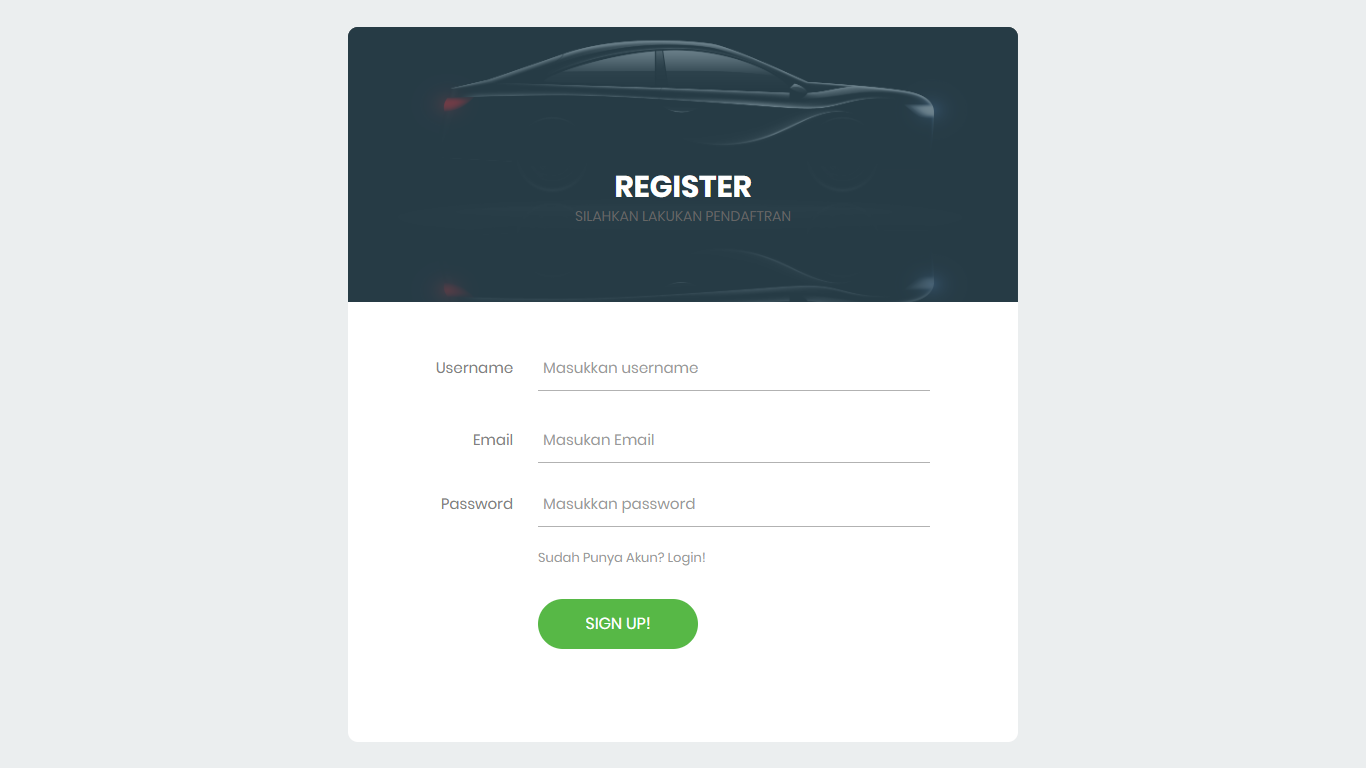 REGISTER
SILAHKAN LAKUKAN PENDAFTRAN
Username
Masukkan username
Email
Masukan Email
Password
Masukkan password
Sudah Punya Akun? Login!
SIGN UP!